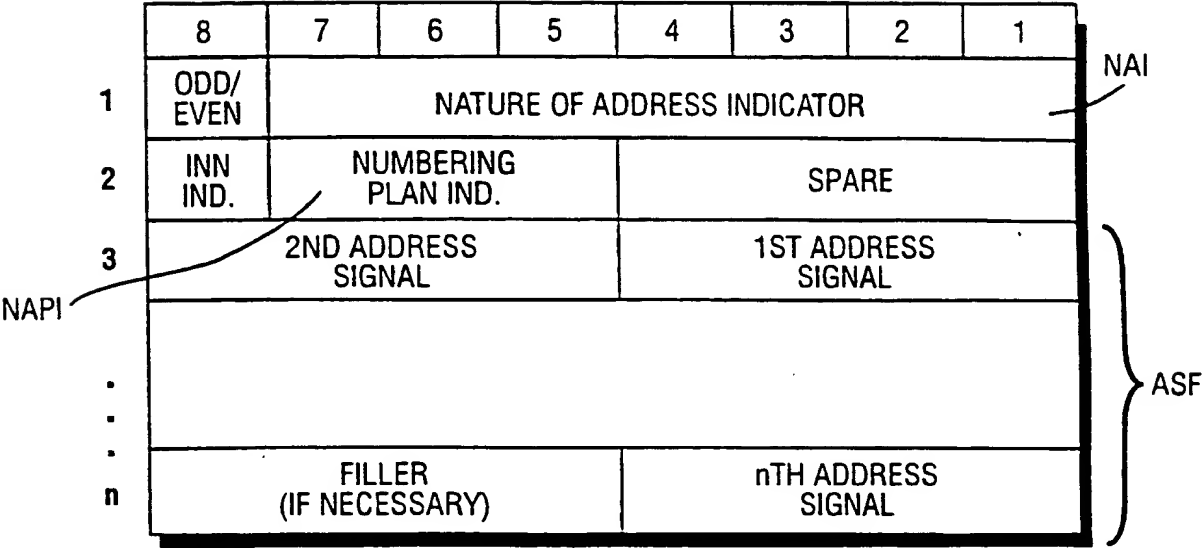 8 7 6 5 4 3 2 1
NAI
1 ODD/ EVEN NATURE OF ADDRESS INDICATOR
2 INN IND. NUMBERING PLAN IND. SPARE
3 2ND ADDRESS SIGNAL 1ST ADDRESS SIGNAL
NAPI
ASF
.
.
.
n FILLER (IF NECESSARY) nTH ADDRESS SIGNAL